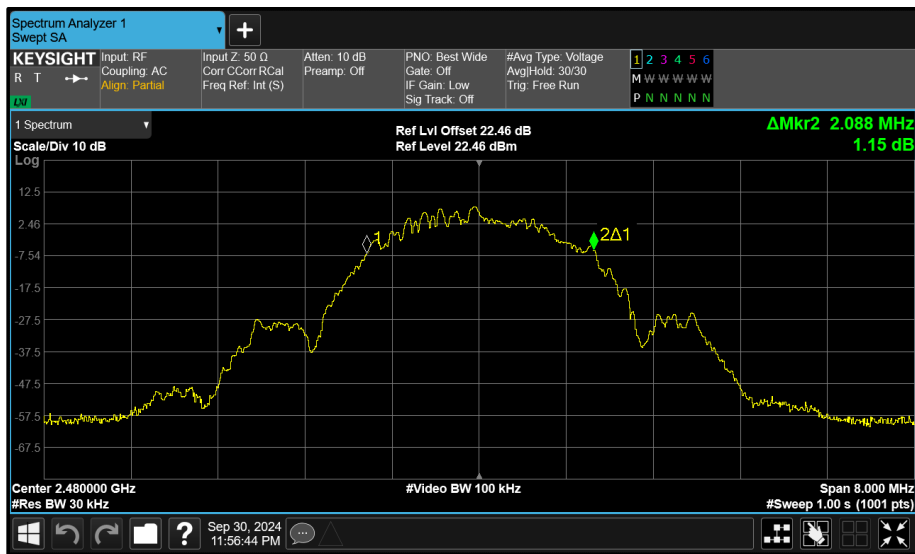 Spectrum Analyzer 1
Swept SA
KEYSIGHT
R T
LXI
Input: RF
Coupling: AC
Align: Partial
Input Z: 50 Ω
Corr CCorr RCal
Freq Ref: Int (S)
Atten: 10 dB
Preamp: Off
PNO: Best Wide
Gate: Off
IF Gain: Low
Sig Track: Off
#Avg Type: Voltage
Avg|Hold: 30/30
Trig: Free Run
1 2 3 4 5 6
M W W W W W
P N N N N N
1 Spectrum
Scale/Div 10 dB
Ref Lvl Offset 22.46 dB
Ref Level 22.46 dBm
ΔMkr2 2.088 MHz
1.15 dB
Log
12.5
2.46
-7.54
-17.5
-27.5
-37.5
-47.5
-57.5
-67.5
1
2Δ1
Center 2.480000 GHz
#Res BW 30 kHz
#Video BW 100 kHz
Span 8.000 MHz
#Sweep 1.00 s (1001 pts)
?
Sep 30, 2024
11:56:44 PM